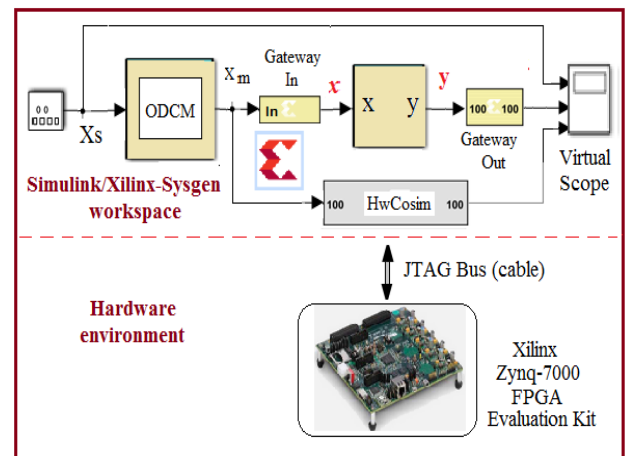 Gateway
In
Xm
x
y
ODCM
In
x y
100 100
Xs
Gateway
Out
Virtual
Scope
Simulink/Xilinx-Sysgen
workspace
100 HwCosim 100
JTAG Bus (cable)
Hardware
environment
Xilinx
Zynq-7000
FPGA
Evaluation Kit